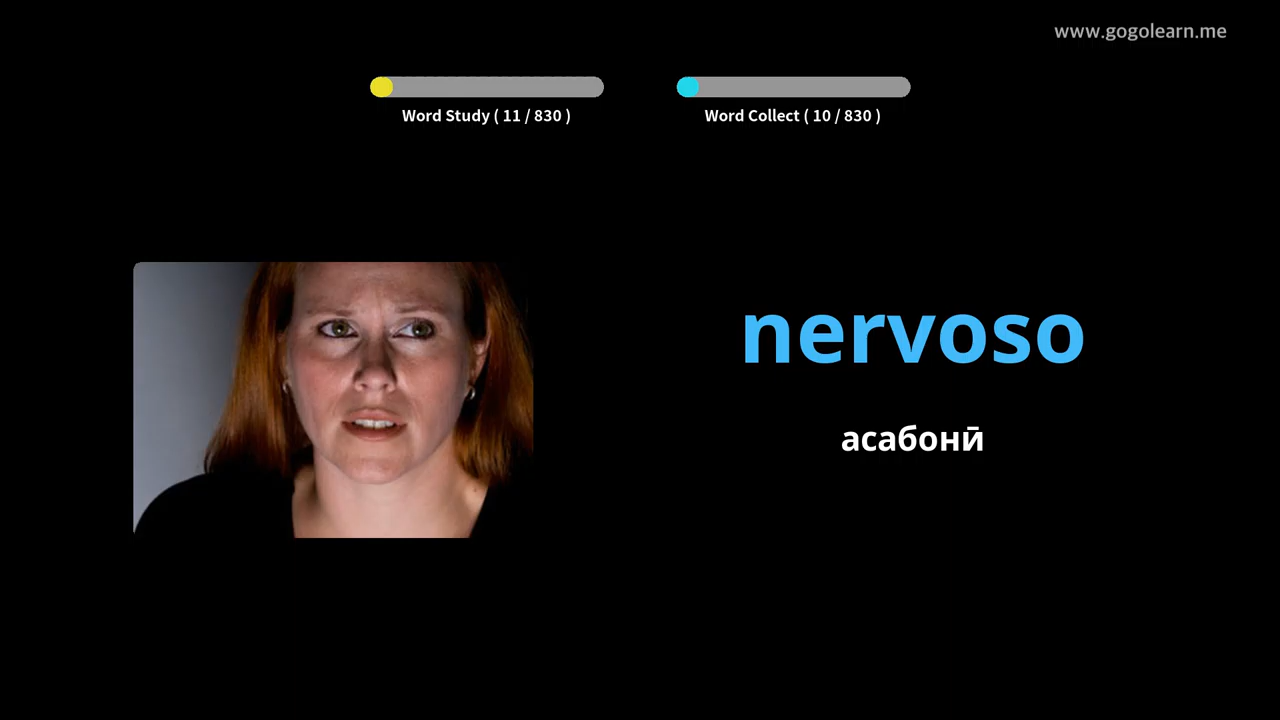 www.gogolearn.me
Word Study ( 11 / 830 )
Word Collect ( 10 / 830 )
nervoso
асабонӣ